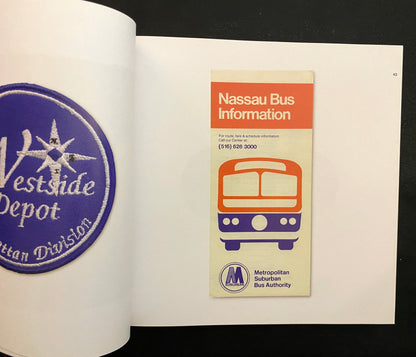 Westside
Depot
ttan Division
43
Nassau Bus
Information
For route, fare & schedule information
Call our Center at
(516) 626 3000
M
Metropolitan
Suburban
Bus Authority